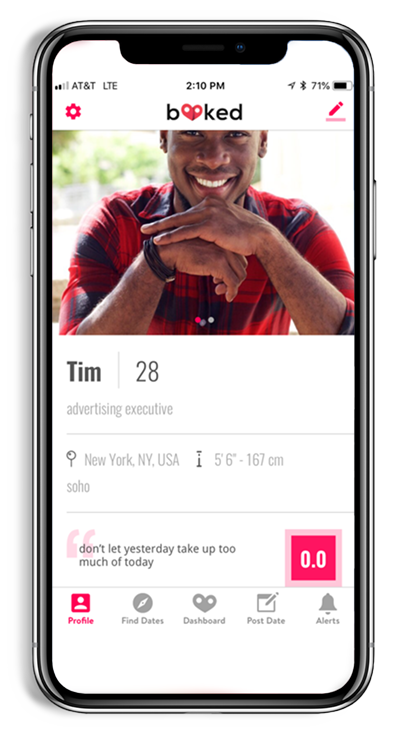 AT&T LTE 2:10 PM 71%
booked
Tim 28
advertising executive
New York, NY, USA 5' 6" - 167 cm
soho
don't let yesterday take up too
much of today
0.0
Profile Find Dates Dashboard Post Date Alerts